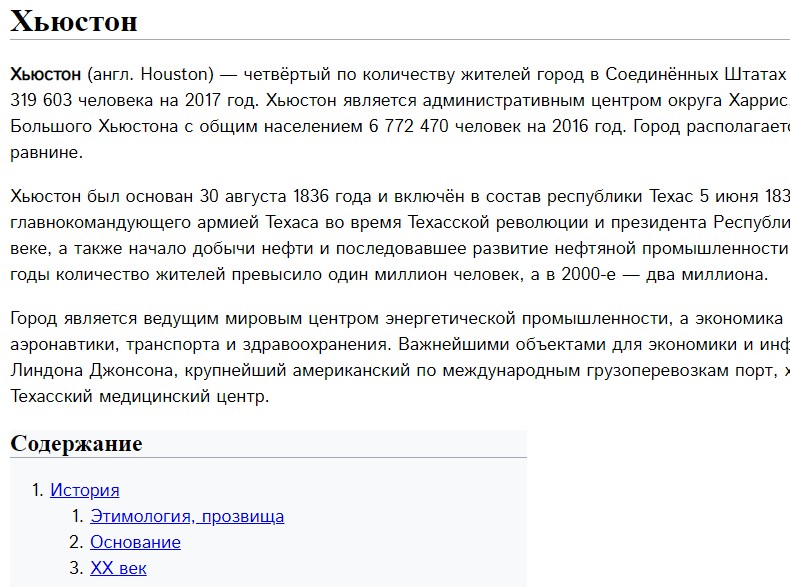 Хьюстон
Хьюстон (англ. Houston) — четвёртый по количеству жителей город в Соединённых Штатах
319 603 человека на 2017 год. Хьюстон является административным центром округа Харрис.
Большого Хьюстона с общим населением 6 772 470 человек на 2016 год. Город
равнине.
Хьюстон был основан 30 августа 1836 года и включён в состав республики Техас 5 июня
главнокомандующего армией Техаса во время Техасской революции и президента
веке, а также начало добычи нефти и последовавшее развитие нефтяной промышленности
годы количество жителей превысило один миллион человек, а в 2000-е — два миллиона.
Город является ведущим мировым центром энергетической промышленности, а экономика
аэронавтики, транспорта и здравоохранения. Важнейшими объектами для экономики и
Линдона Джонсона, крупнейший американский по международным грузоперевозкам порт,
Техасский медицинский центр.
Содержание
1. История
1. Этимология, прозвища
2. Основание
3. XX век